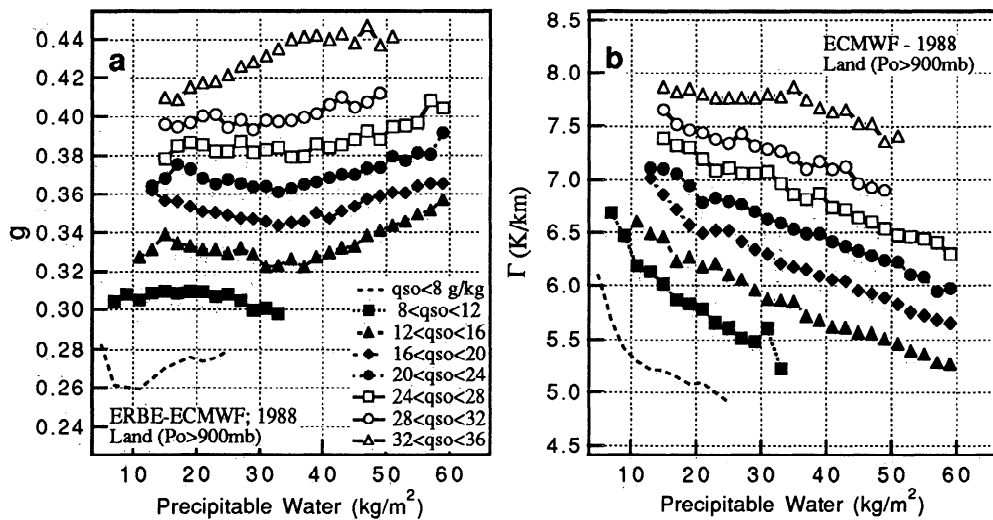 a
g
0.44
0.42
0.40
0.38
0.36
0.34
0.32
0.30
0.28
0.26
0.24
qso<8 g/kg
8<qso<12
12<qso<16
16<qso<20
20<qso<24
24<qso<28
28<qso<32
32<qso<36
ERBE-ECMWF; 1988
Land (Po>900mb)
10 20 30 40 50 60
Precipitable Water (kg/m²)
b
ECMWF - 1988
Land (Po>900mb)
Γ (K/km)
8.5
8.0
7.5
7.0
6.5
6.0
5.5
5.0
4.5
10 20 30 40 50 60
Precipitable Water (kg/m²)